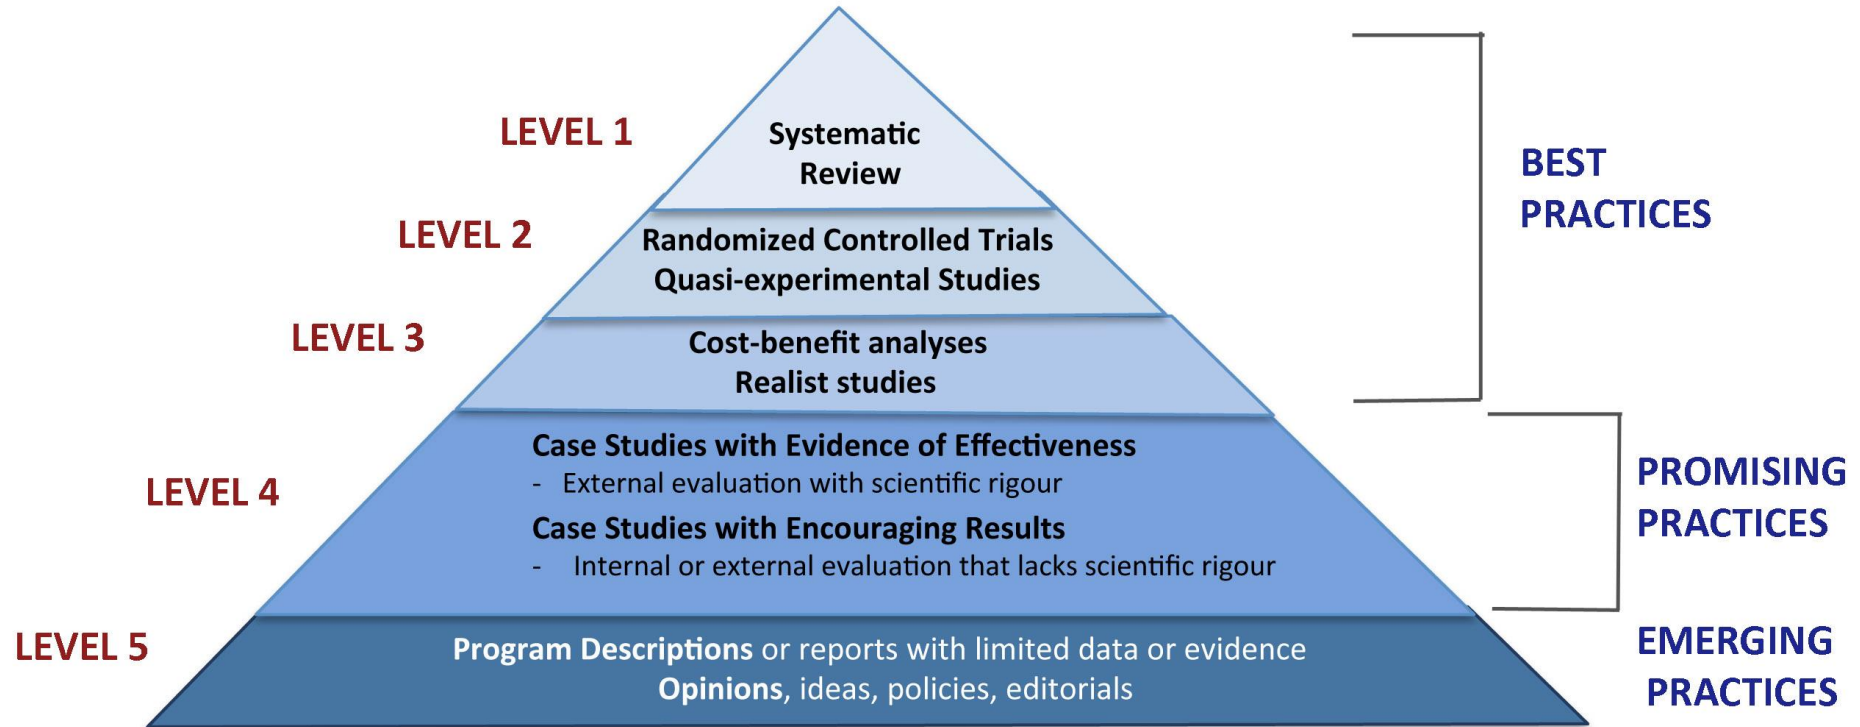 LEVEL 1
Systematic
Review
BEST
PRACTICES
LEVEL 2
Randomized Controlled Trials
Quasi-experimental Studies
LEVEL 3
Cost-benefit analyses
Realist studies
LEVEL 4
Case Studies with Evidence of Effectiveness
- External evaluation with scientific rigour
Case Studies with Encouraging Results
- Internal or external evaluation that lacks scientific rigour
PROMISING
PRACTICES
LEVEL 5
Program Descriptions or reports with limited data or evidence
Opinions, ideas, policies, editorials
EMERGING
PRACTICES